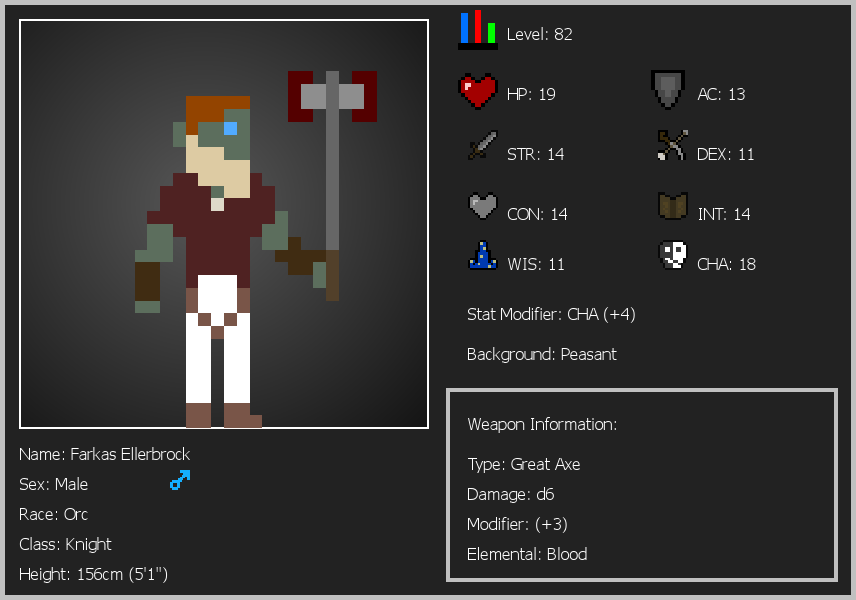 Level: 82
HP: 19
AC: 13
STR: 14
DEX: 11
CON: 14
INT: 14
WIS: 11
CHA: 18
Stat Modifier: CHA (+4)
Background: Peasant
Weapon Information:
Type: Great Axe
Damage: d6
Modifier: (+3)
Elemental: Blood
Name: Farkas Ellerbrock
Sex: Male
Race: Orc
Class: Knight
Height: 156cm (5'1")